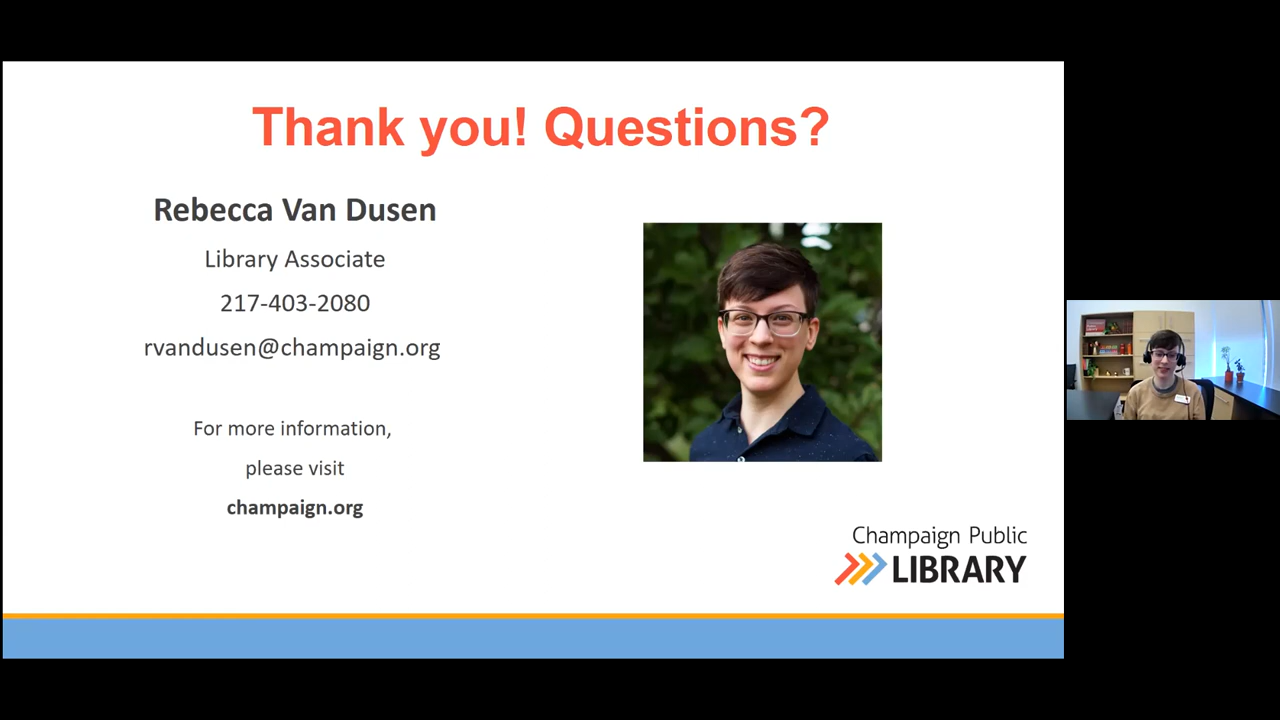 Thank you! Questions?
Rebecca Van Dusen
Library Associate
217-403-2080
rvandusen@champaign.org
For more information,
please visit
champaign.org
Champaign Public
LIBRARY